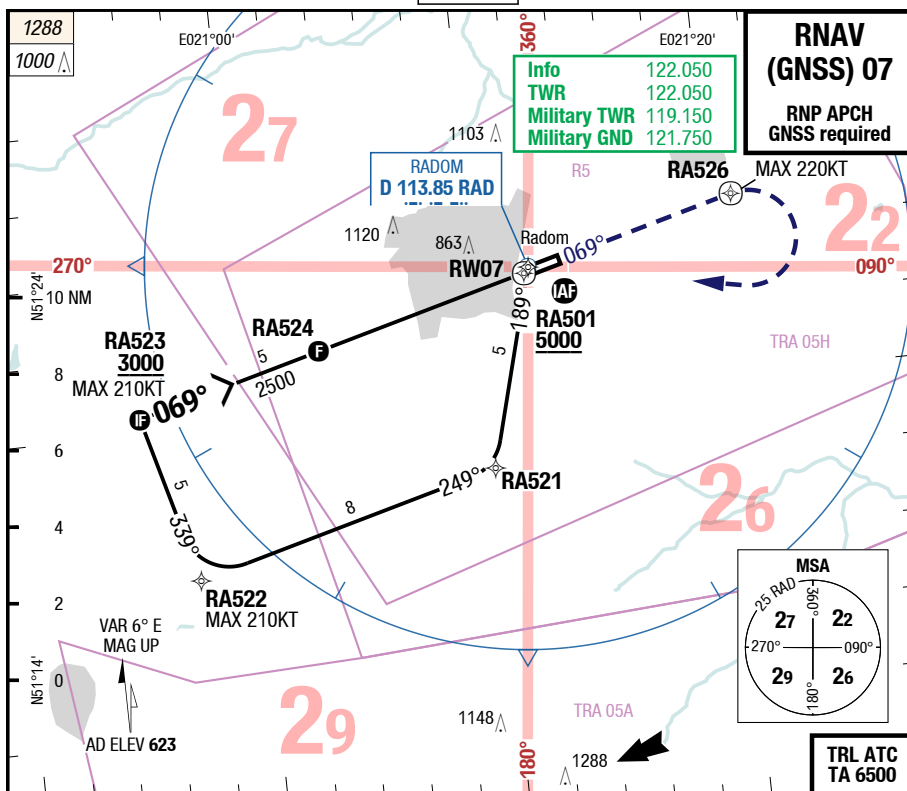 1288
1000
E021°00'
360°
E021°20'
RNAV
(GNSS) 07
RNP APCH
GNSS required
Info 122.050
TWR 122.050
Military TWR 119.150
Military GND 121.750
27
1103
R5
RADOM
D 113.85 RAD
RA526
MAX 220KT
22
1120
863
Radom
069°
RW07
270°
090°
N51°24'
10 NM
IAF
RA501
5000
189°
RA523
3000
MAX 210KT
RA524
F
5
2500
5
TRA 05H
8
IF
069°
6
5
339°
249°
RA521
8
26
4
RA522
MAX 210KT
2
MSA
25 RAD
360°
27
22
270°
090°
29
26
180°
VAR 6° E
MAG UP
N51°14'
0
AD ELEV 623
29
1148
TRA 05A
180°
1288
TRL ATC
TA 6500